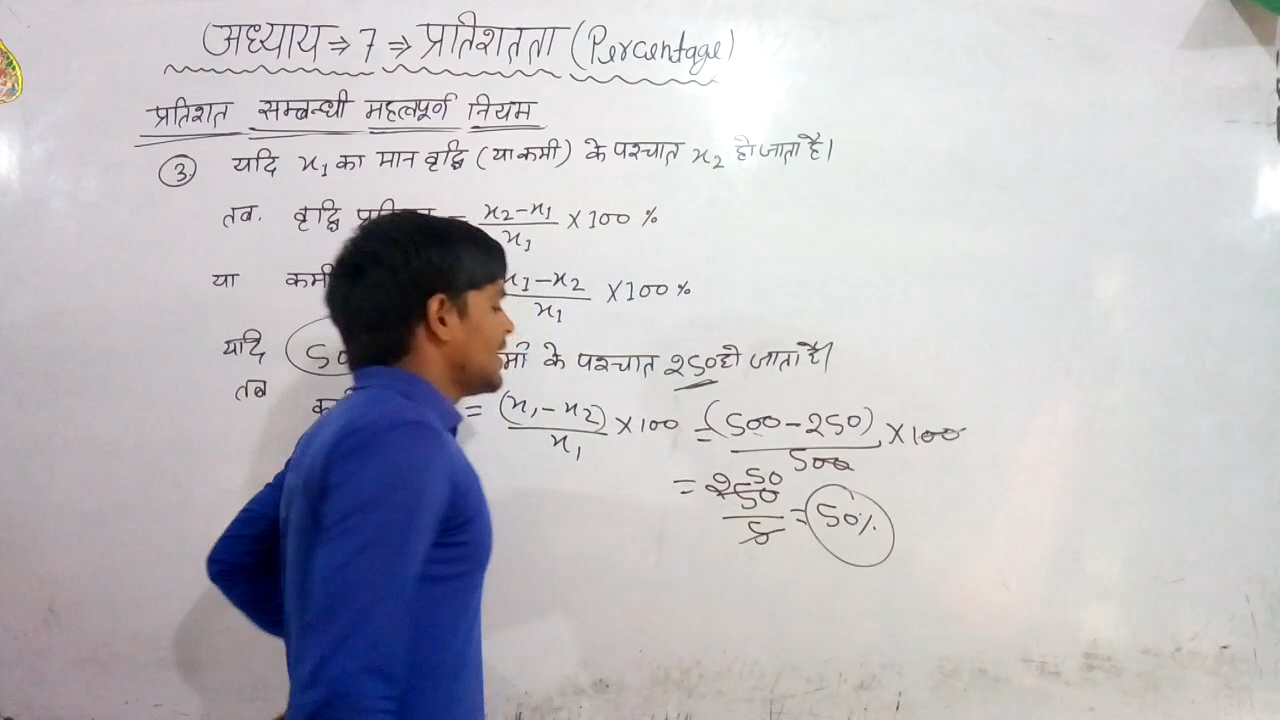 अध्याय ⇒ 7 ⇒ प्रतिशतता (Percentage)
प्रतिशत सम्बन्धी महत्वपूर्ण नियम
3. यदि x₁ का मान वृद्धि (या कमी) के पश्चात x₂ हो जाता है।
तब. वृद्धि = x₂-x₁/x₁ × 100 %
या कमी x₁-x₂/x₁ × 100 %
यदि 50 के पश्चात 250 हो जाता है।
तब = (x₁-x₂)/x₁ × 100 = (500-250)/500 × 100
= 250/5 = 50%